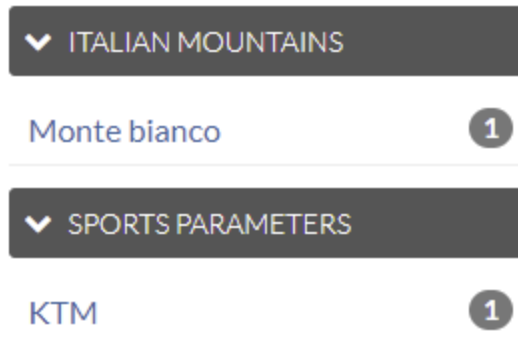 ITALIAN MOUNTAINS
Monte bianco 1
SPORTS PARAMETERS
KTM 1